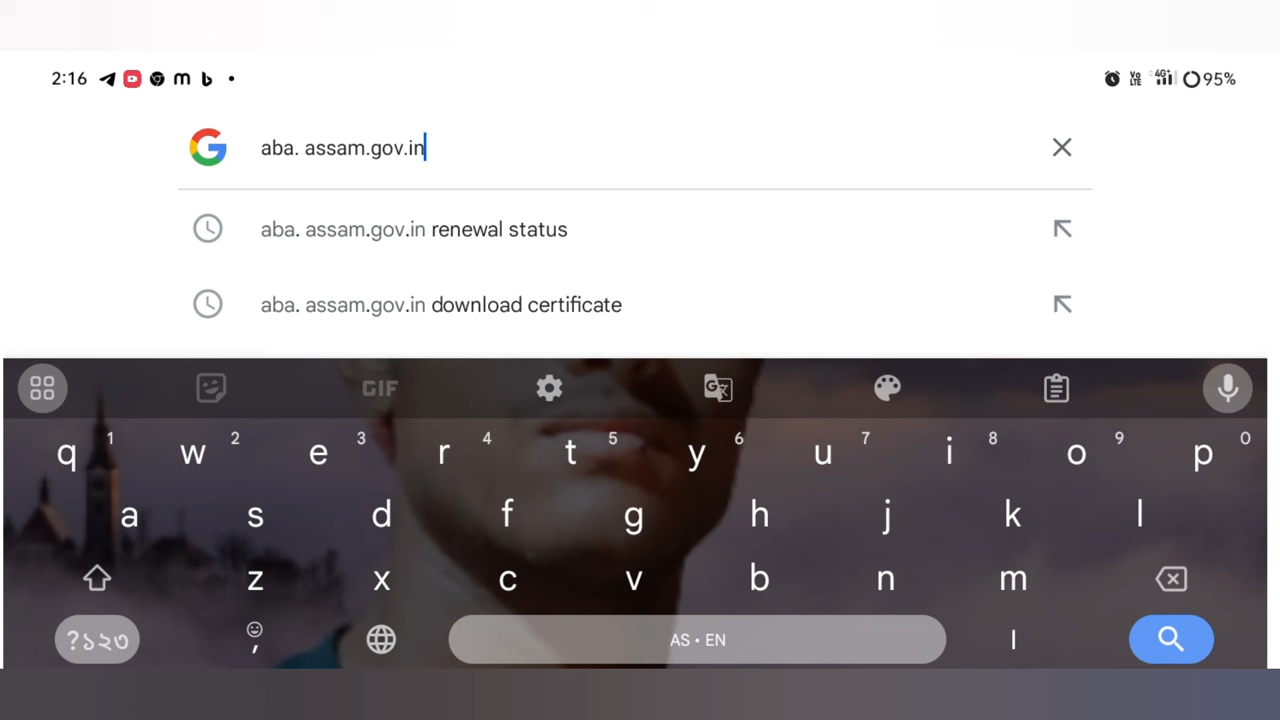 2:16 95%
aba. assam.gov.in
aba. assam.gov.in renewal status
aba. assam.gov.in download certificate
GIF
q 1 w 2 e 3 r 4 t 5 y 6 u 7 i 8 o 9 p 0
a s d f g h j k l
z x c v b n m
?১২৩ , AS • EN ।